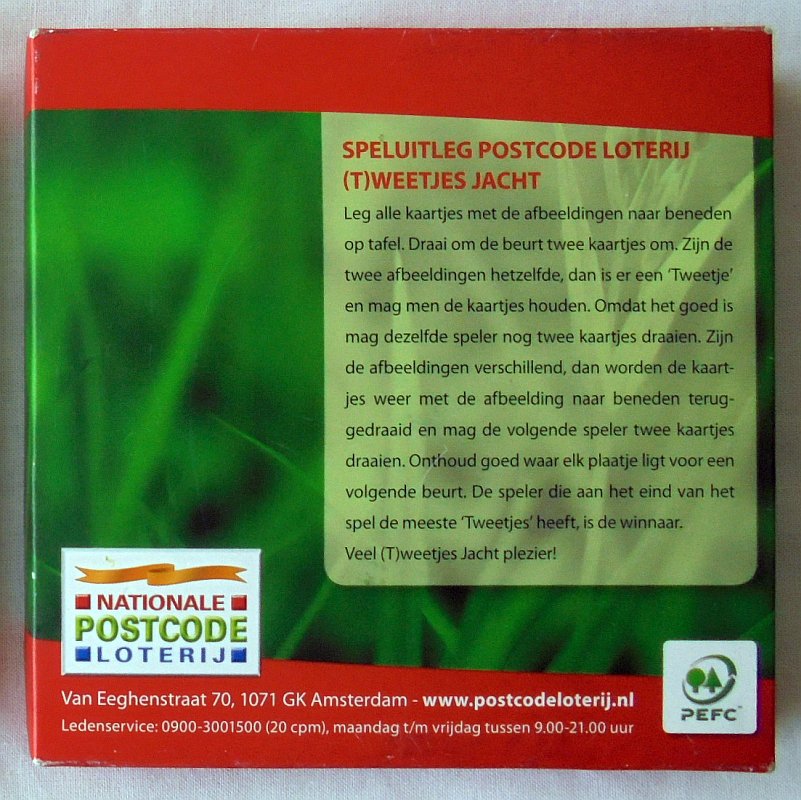 SPELUITLEG POSTCODE LOTERIJ
(T)WEETJES JACHT
Leg alle kaartjes met de afbeeldingen naar beneden
op tafel. Draai om de beurt twee kaartjes om. Zijn de
twee afbeeldingen hetzelfde, dan is er een ‘Tweetje’
en mag men de kaartjes houden. Omdat het goed is
mag dezelfde speler nog twee kaartjes draaien. Zijn
de afbeeldingen verschillend, dan worden de kaart-
jes weer met de afbeelding naar beneden terug-
gedraaid en mag de volgende speler twee kaartjes
draaien. Onthoud goed waar elk plaatje ligt voor een
volgende beurt. De speler die aan het eind van het
spel de meeste ‘Tweetjes’ heeft, is de winnaar.
Veel (T)weetjes Jacht plezier!
NATIONALE
POSTCODE
LOTERIJ
Van Eeghenstraat 70, 1071 GK Amsterdam - www.postcodeloterij.nl
Ledenservice: 0900-3001500 (20 cpm), maandag t/m vrijdag tussen 9.00-21.00 uur
PEFC™